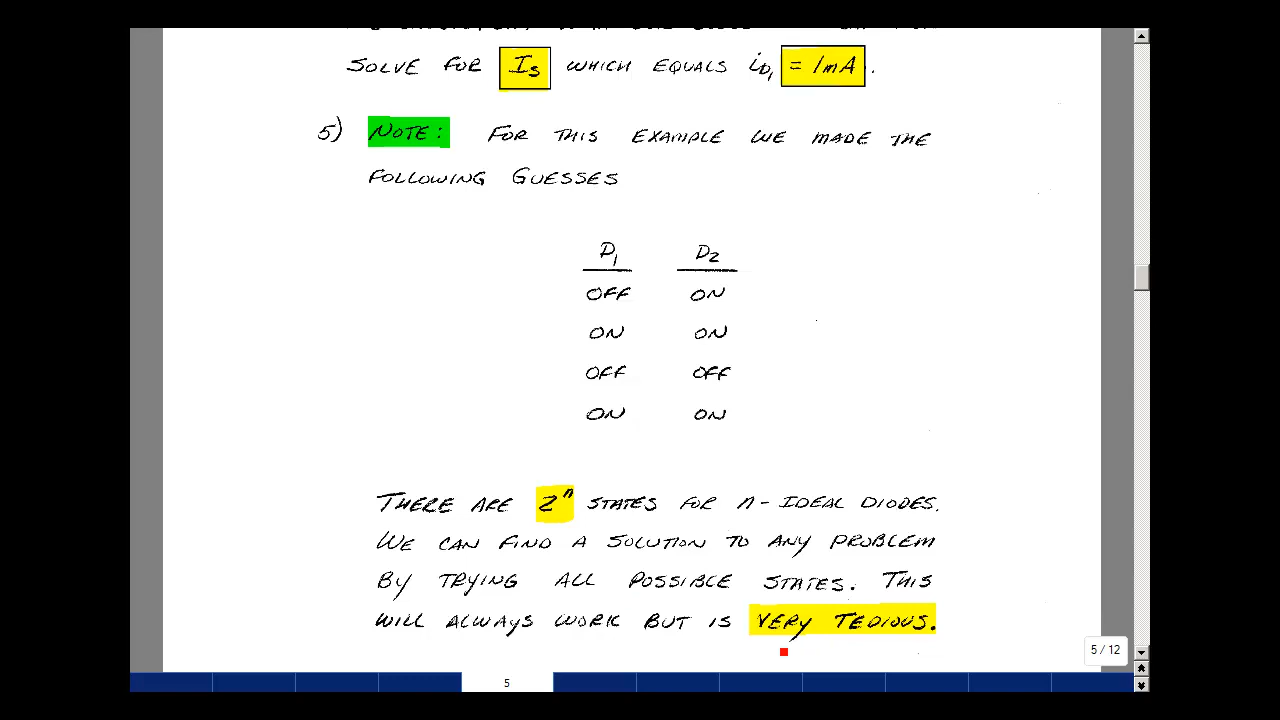 SOLVE FOR Is WHICH EQUALS iD1 = 1mA.
5) NOTE: FOR THIS EXAMPLE WE MADE THE
FOLLOWING GUESSES
D1 D2
OFF ON
ON ON
OFF OFF
ON ON
THERE ARE 2^n STATES FOR n-IDEAL DIODES.
WE CAN FIND A SOLUTION TO ANY PROBLEM
BY TRYING ALL POSSIBLE STATES. THIS
WILL ALWAYS WORK BUT IS VERY TEDIOUS.
5 / 12
5